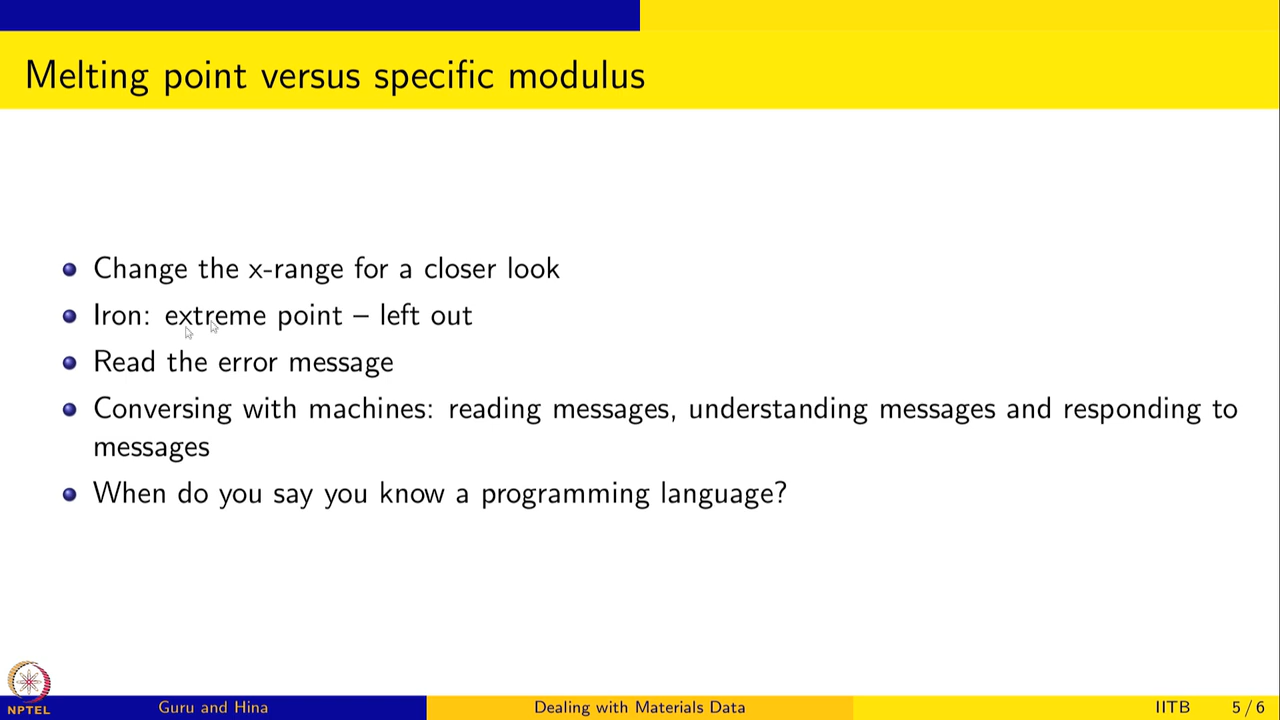 Melting point versus specific modulus
Change the x-range for a closer look
Iron: extreme point – left out
Read the error message
Conversing with machines: reading messages, understanding messages and responding to
messages
When do you say you know a programming language?
NPTEL
Guru and Hina
Dealing with Materials Data
IITB
5 / 6